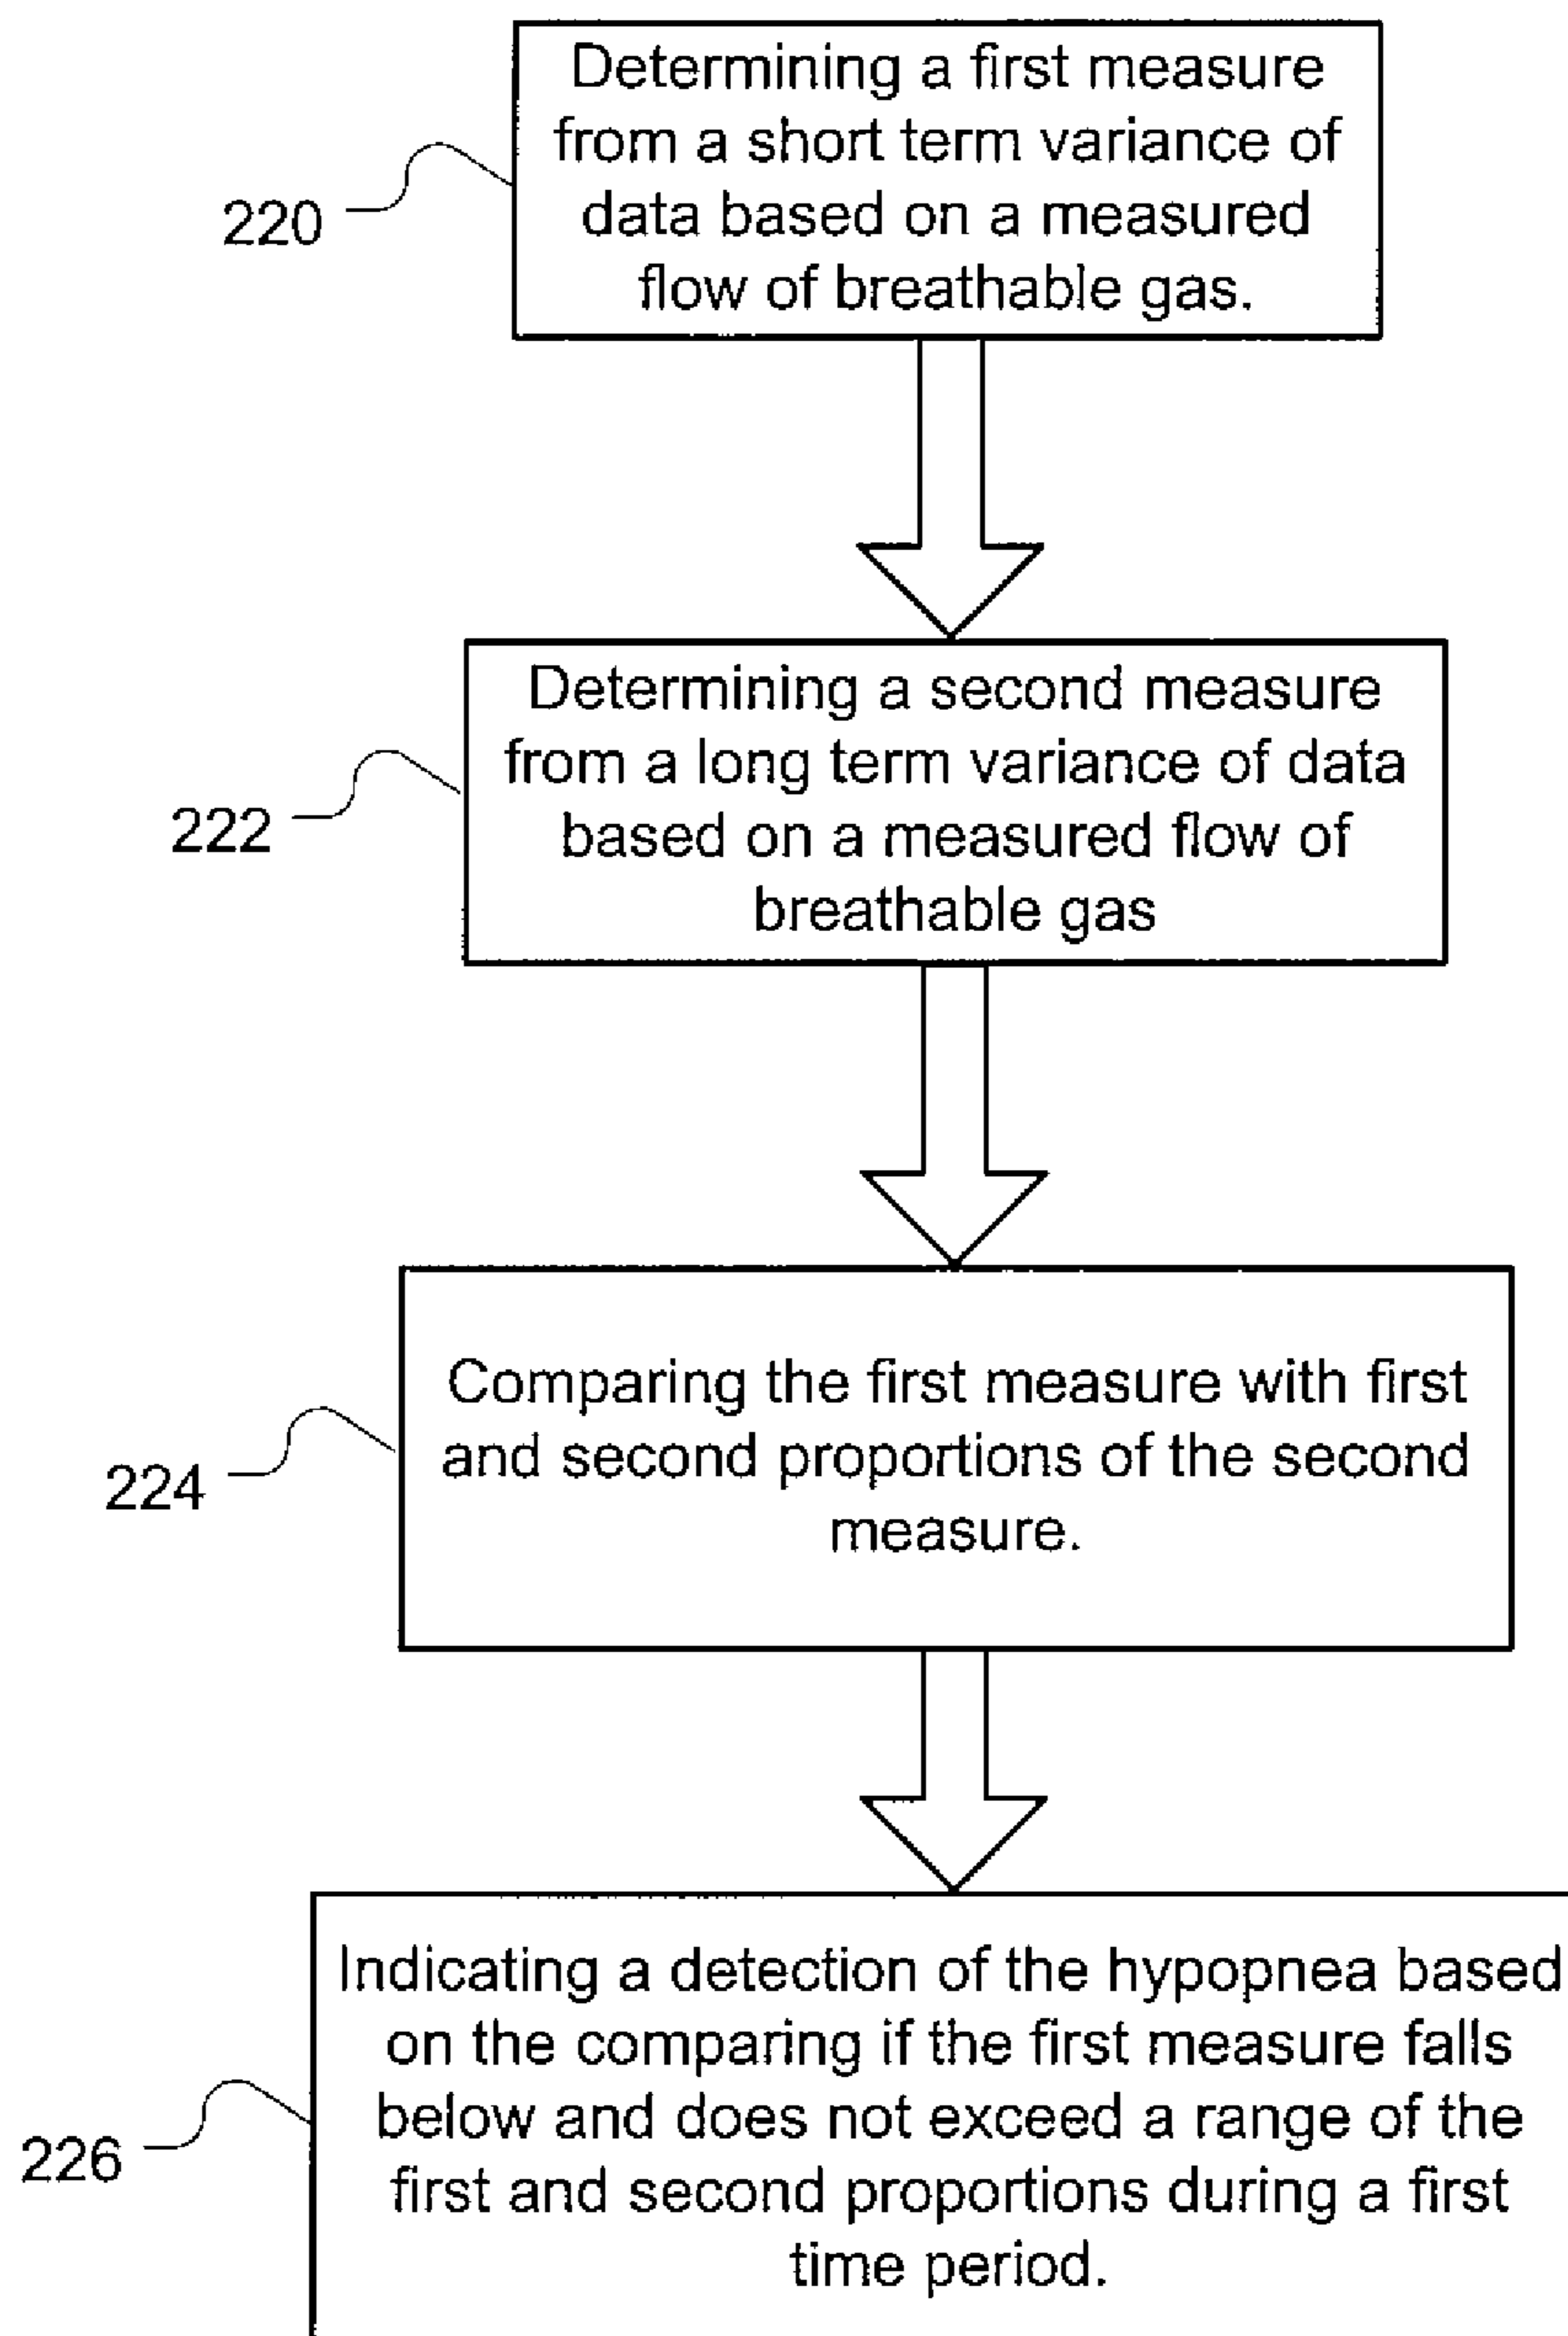 Determining a first measure
from a short term variance of
data based on a measured
flow of breathable gas.
220
Determining a second measure
from a long term variance of data
based on a measured flow of
breathable gas
222
Comparing the first measure with first
and second proportions of the second
measure.
224
Indicating a detection of the hypopnea based
on the comparing if the first measure falls
below and does not exceed a range of the
first and second proportions during a first
time period.
226